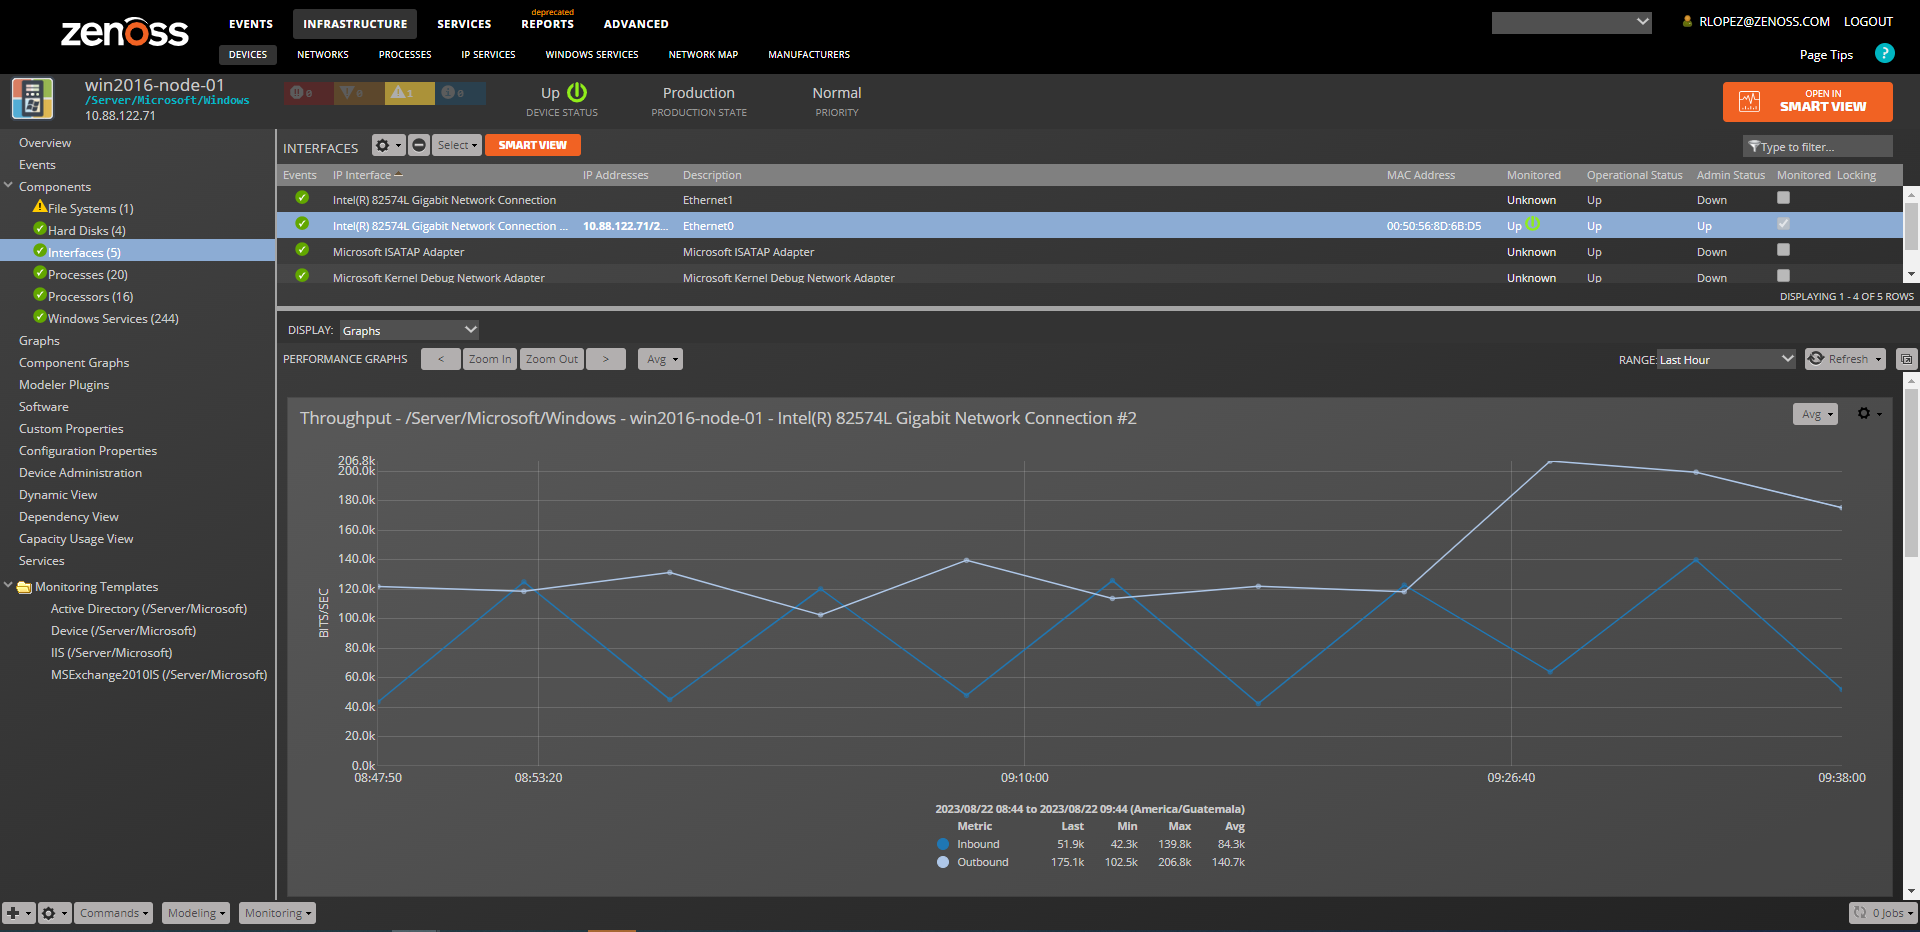 zenoss
EVENTS INFRASTRUCTURE SERVICES deprecated REPORTS ADVANCED
RLOPEZ@ZENOSS.COM LOGOUT
DEVICES NETWORKS PROCESSES IP SERVICES WINDOWS SERVICES NETWORK MAP MANUFACTURERS
Page Tips ?
win2016-node-01
/Server/Microsoft/Windows
10.88.122.71
0 0 1 0
Up
DEVICE STATUS
Production
PRODUCTION STATE
Normal
PRIORITY
OPEN IN
SMART VIEW
Overview
Events
Components
File Systems (1)
Hard Disks (4)
Interfaces (5)
Processes (20)
Processors (16)
Windows Services (244)
Graphs
Component Graphs
Modeler Plugins
Software
Custom Properties
Configuration Properties
Device Administration
Dynamic View
Dependency View
Capacity Usage View
Services
Monitoring Templates
Active Directory (/Server/Microsoft)
Device (/Server/Microsoft)
IIS (/Server/Microsoft)
MSExchange2010IS (/Server/Microsoft)
INTERFACES Select SMART VIEW Type to filter...
Events IP Interface IP Addresses Description MAC Address Monitored Operational Status Admin Status Monitored Locking
Intel(R) 82574L Gigabit Network Connection Ethernet1 Unknown Up Down
Intel(R) 82574L Gigabit Network Connection ... 10.88.122.71/2... Ethernet0 00:50:56:8D:6B:D5 Up Up Up
Microsoft ISATAP Adapter Microsoft ISATAP Adapter Unknown Up Down
Microsoft Kernel Debug Network Adapter Microsoft Kernel Debug Network Adapter Unknown Up Down
DISPLAYING 1 - 4 OF 5 ROWS
DISPLAY: Graphs
PERFORMANCE GRAPHS < Zoom In Zoom Out > Avg RANGE: Last Hour Refresh
Throughput - /Server/Microsoft/Windows - win2016-node-01 - Intel(R) 82574L Gigabit Network Connection #2
Avg
206.8k
200.0k
180.0k
160.0k
140.0k
120.0k
100.0k
80.0k
60.0k
40.0k
20.0k
0.0k
BITS/SEC
08:47:50 08:53:20 09:10:00 09:26:40 09:38:00
2023/08/22 08:44 to 2023/08/22 09:44 (America/Guatemala)
Metric Last Min Max Avg
Inbound 51.9k 42.3k 139.8k 84.3k
Outbound 175.1k 102.5k 206.8k 140.7k
Commands Modeling Monitoring 0 Jobs